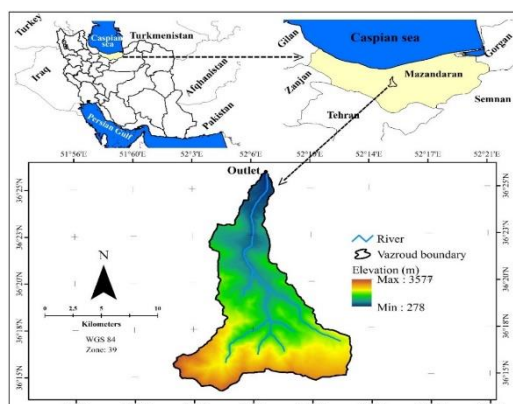 Turkey
Caspian sea
Turkmenistan
Iraq
Afghanistan
Pakistan
Persian Gulf
Gilan
Caspian sea
Gorgan
Zanjan
Mazandaran
Semnan
Tehran
51°56'E 51°60'E 52°3'E 52°6'E 52°10'E 52°14'E 52°17'E 52°21'E
Outlet
36°25'N
36°23'N
36°20'N
36°18'N
36°15'N
36°25'N
36°23'N
36°20'N
36°18'N
36°15'N
N
0 2.5 5 10
Kilometers
WGS 84
Zone: 39
River
Vazroud boundary
Elevation (m)
Max : 3577
Min : 278